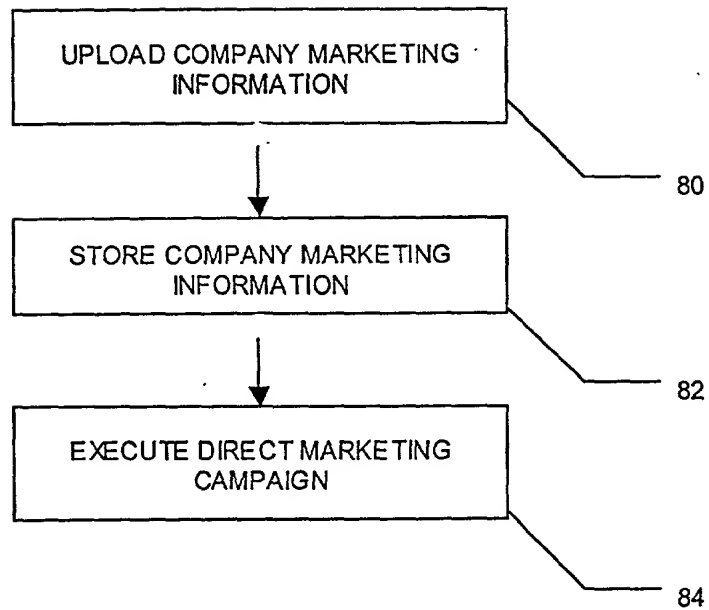 UPLOAD COMPANY MARKETING
INFORMATION
80
STORE COMPANY MARKETING
INFORMATION
82
EXECUTE DIRECT MARKETING
CAMPAIGN
84